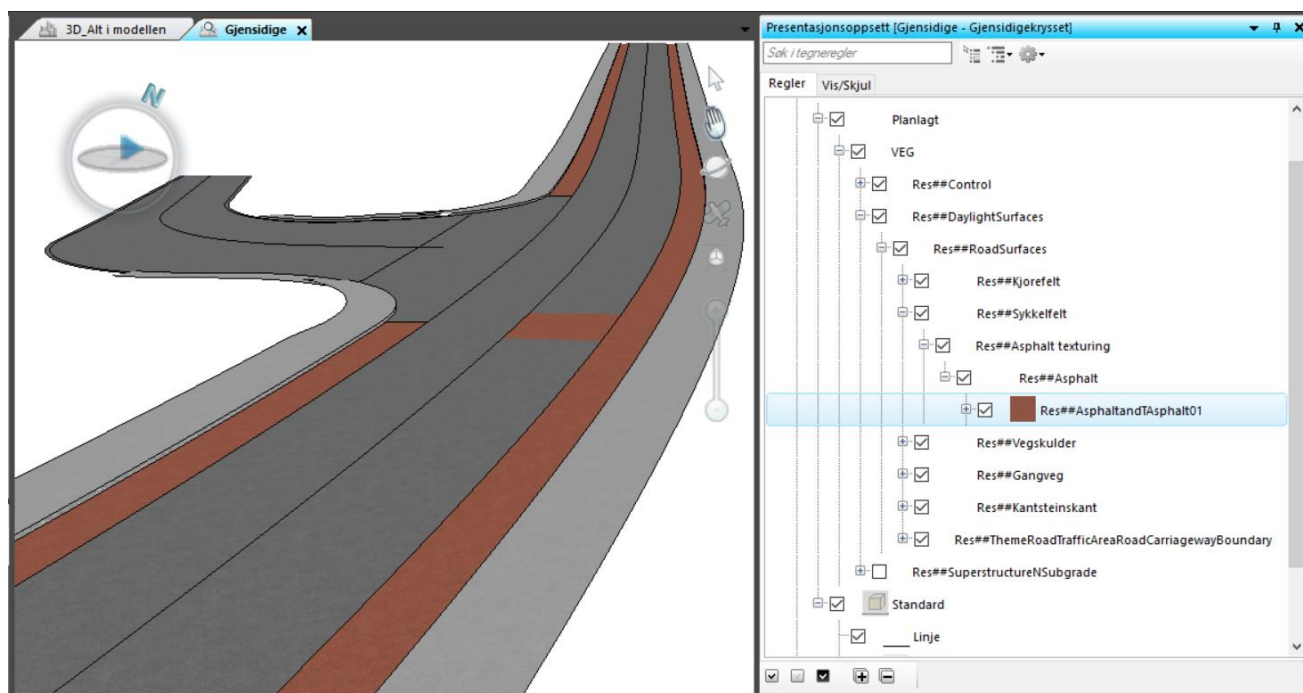 3D_Alt i modellen
Gjensidige
Presentasjonsoppsett [Gjensidige - Gjensidigekrysset]
Søk i tegneregler
Regler
Vis/Skjul
N
Planlagt
VEG
Res##Control
Res##DaylightSurfaces
Res##RoadSurfaces
Res##Kjorefelt
Res##Sykkelfelt
Res##Asphalt texturing
Res##Asphalt
Res##AsphaltandTAsphalt01
Res##Vegskulder
Res##Gangveg
Res##Kantsteinskant
Res##ThemeRoadTrafficAreaRoadCarriagewayBoundary
Res##SuperstructureNSubgrade
Standard
Linje